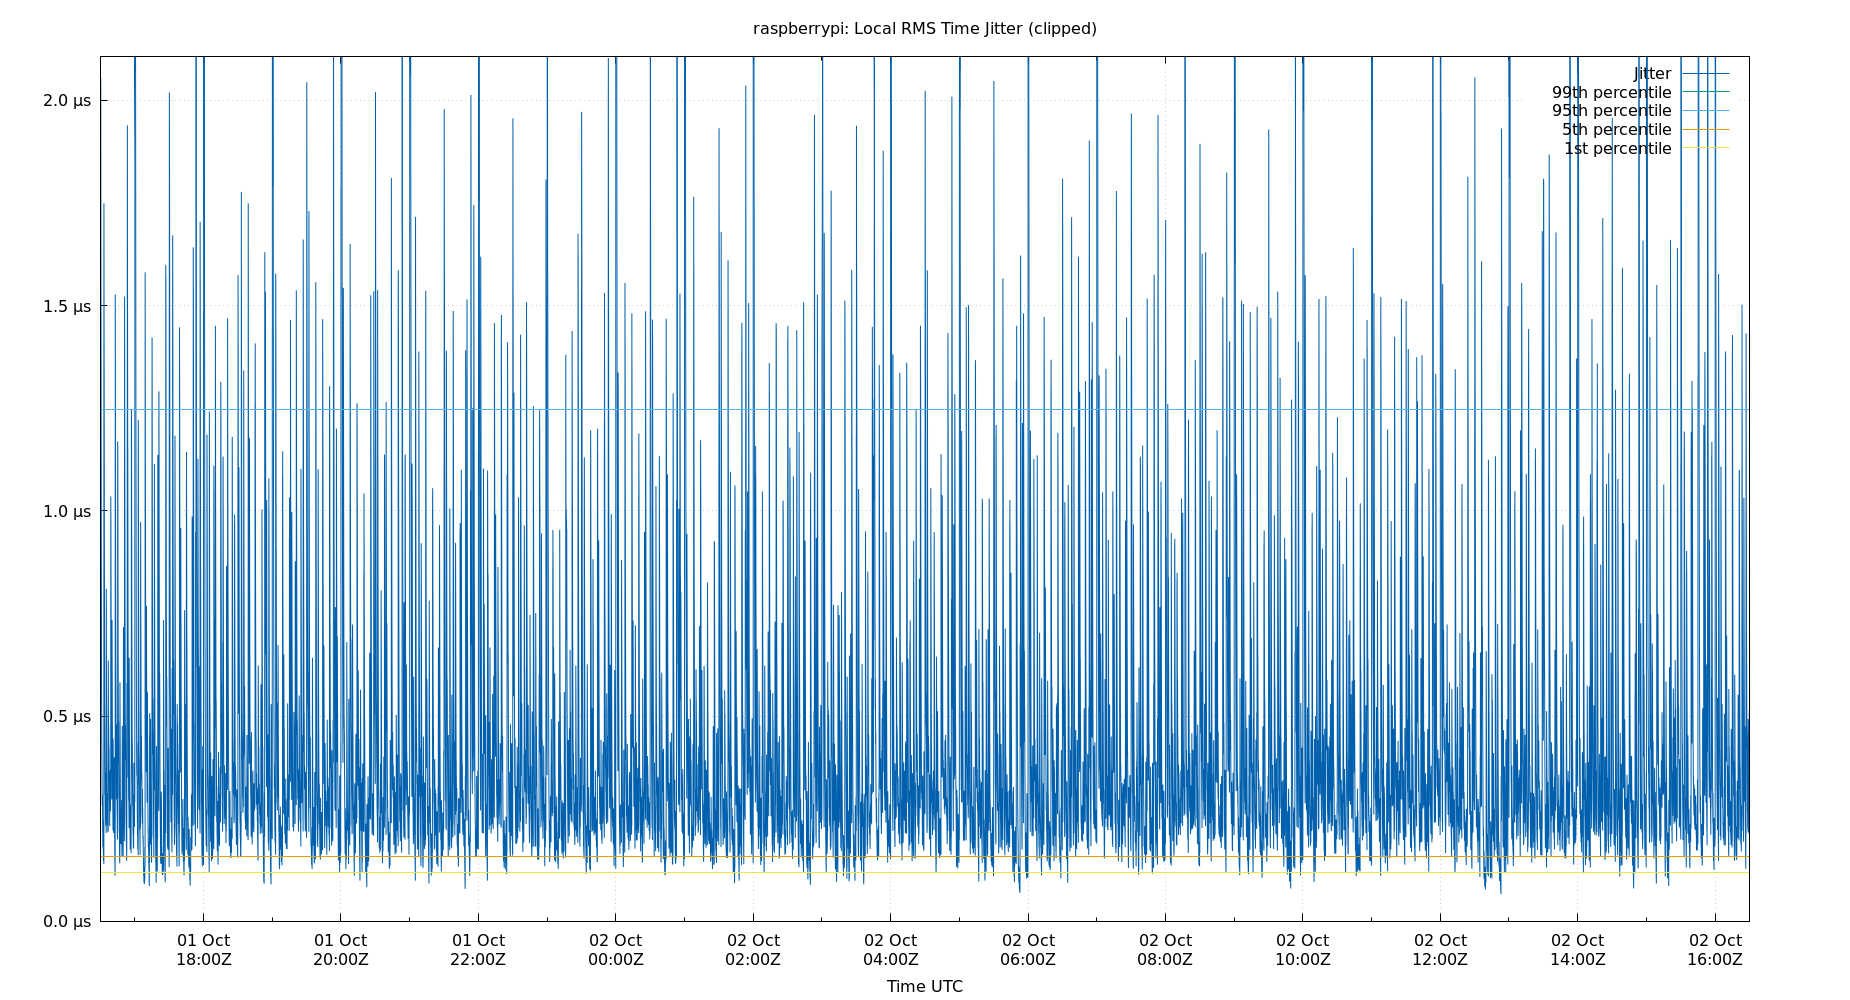 raspberrypi: Local RMS Time Jitter (clipped)
Jitter
99th percentile
95th percentile
5th percentile
1st percentile
2.0 µs
1.5 µs
1.0 µs
0.5 µs
0.0 µs
01 Oct 01 Oct 01 Oct 02 Oct 02 Oct 02 Oct 02 Oct 02 Oct 02 Oct 02 Oct 02 Oct 02 Oct
18:00Z 20:00Z 22:00Z 00:00Z 02:00Z 04:00Z 06:00Z 08:00Z 10:00Z 12:00Z 14:00Z 16:00Z
Time UTC